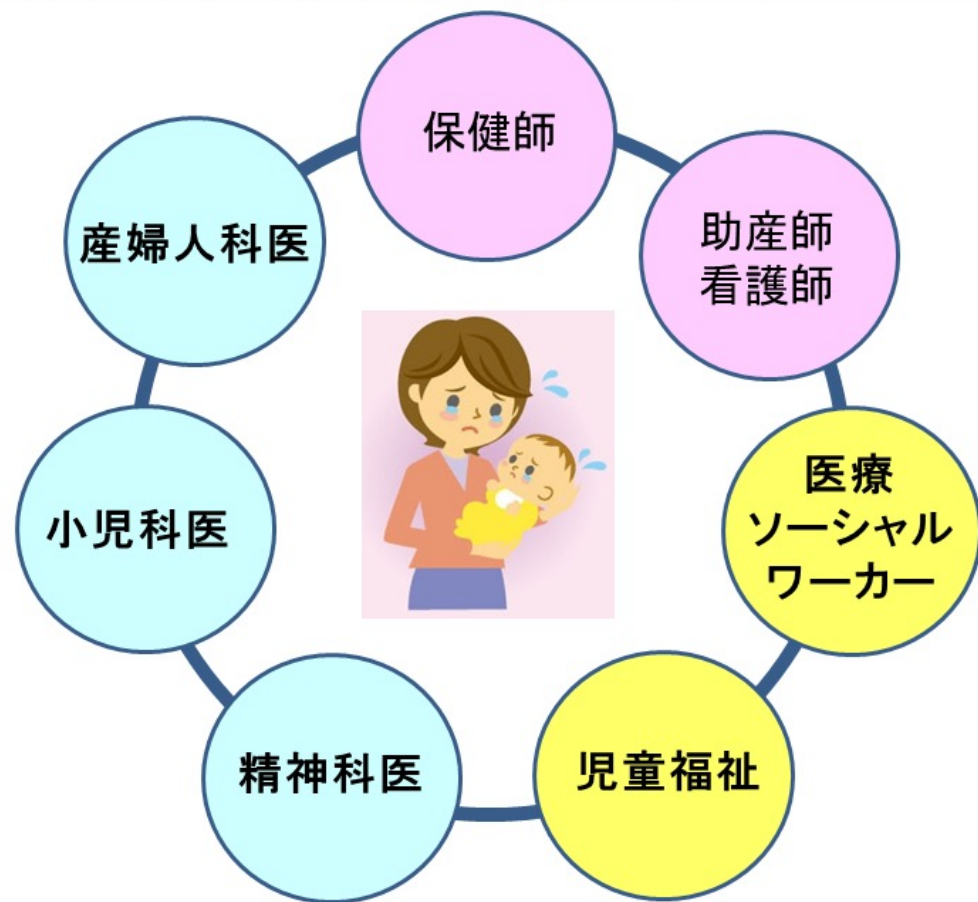 保健師
助産師
看護師
医療
ソーシャル
ワーカー
児童福祉
精神科医
小児科医
産婦人科医